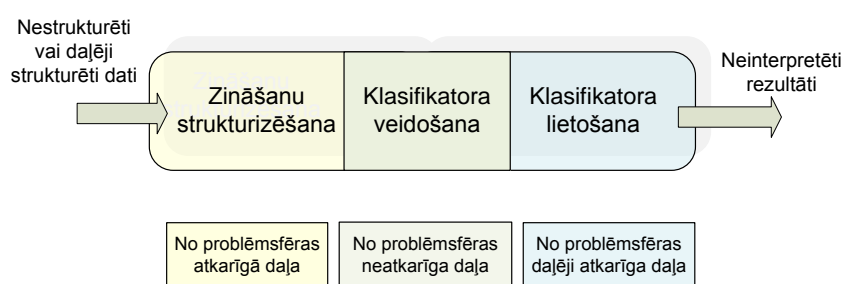 Nestrukturēti
vai daļēji
strukturēti dati
Zināšanu
strukturizēšana
Klasifikatora
veidošana
Klasifikatora
lietošana
Neinterpretēti
rezultāti
No problēmsfēras
atkarīgā daļa
No problēmsfēras
neatkarīga daļa
No problēmsfēras
daļēji atkarīga daļa